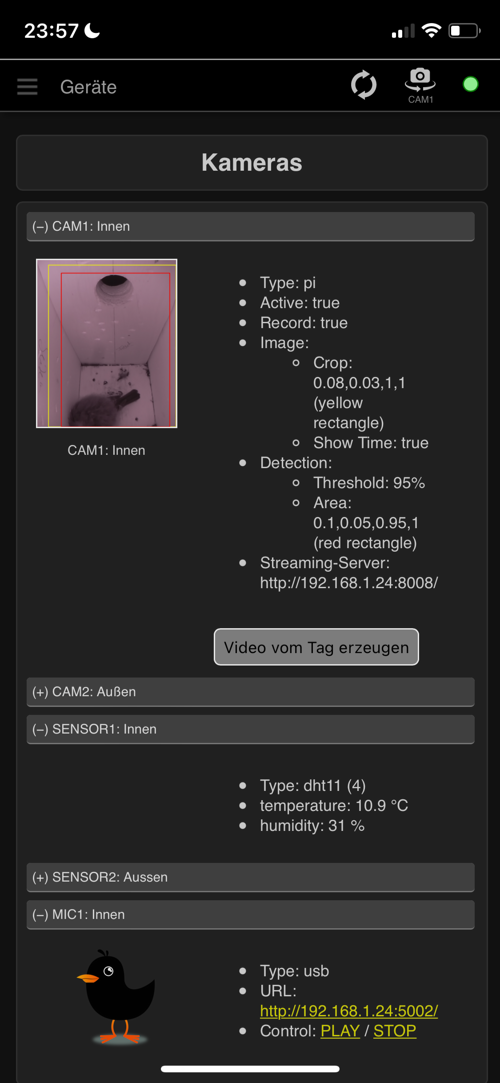 23:57
Geräte
CAM1
Kameras
(−) CAM1: Innen
Type: pi
Active: true
Record: true
Image:
Crop:
0.08,0.03,1,1
(yellow
rectangle)
Show Time: true
Detection:
Threshold: 95%
Area:
0.1,0.05,0.95,1
(red rectangle)
Streaming-Server:
http://192.168.1.24:8008/
CAM1: Innen
Video vom Tag erzeugen
(+) CAM2: Außen
(−) SENSOR1: Innen
Type: dht11 (4)
temperature: 10.9 °C
humidity: 31 %
(+) SENSOR2: Aussen
(−) MIC1: Innen
Type: usb
URL:
http://192.168.1.24:5002/
Control: PLAY / STOP